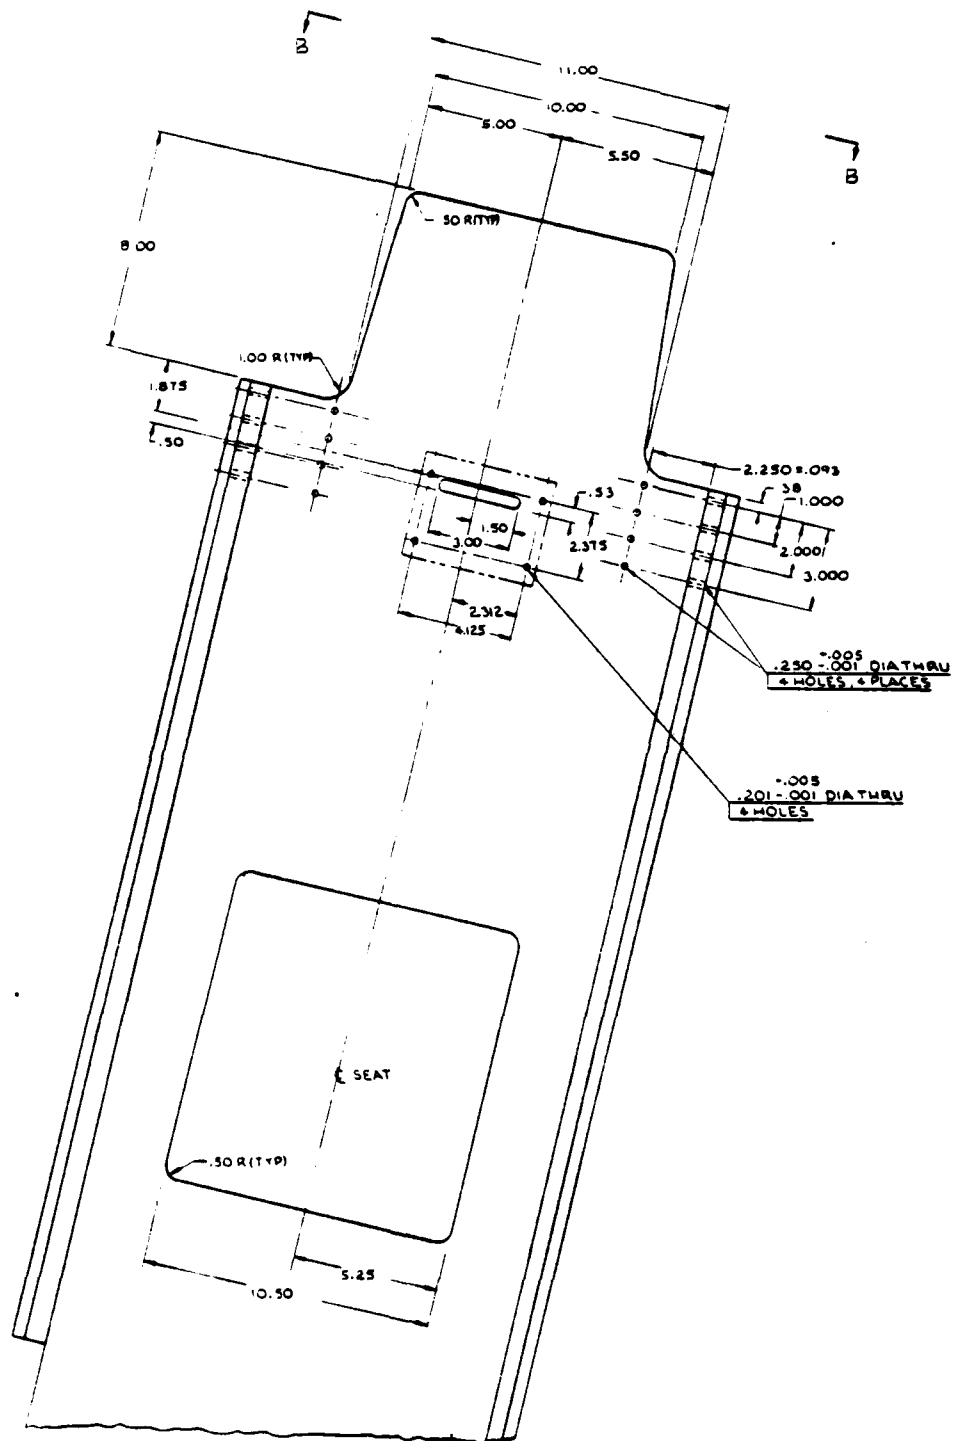 B
11.00
10.00
5.00
5.50
B
.50 R(TYP)
8.00
1.00 R(TYP)
1.875
.50
2.250 ±.093
.38
1.000
.53
1.50
3.00
2.375
2.000
3.000
2.312
4.125
+.005
.250 -.001 DIA THRU
4 HOLES, 4 PLACES
+.005
.201 -.001 DIA THRU
4 HOLES
℄ SEAT
.50 R(TYP)
5.25
10.50